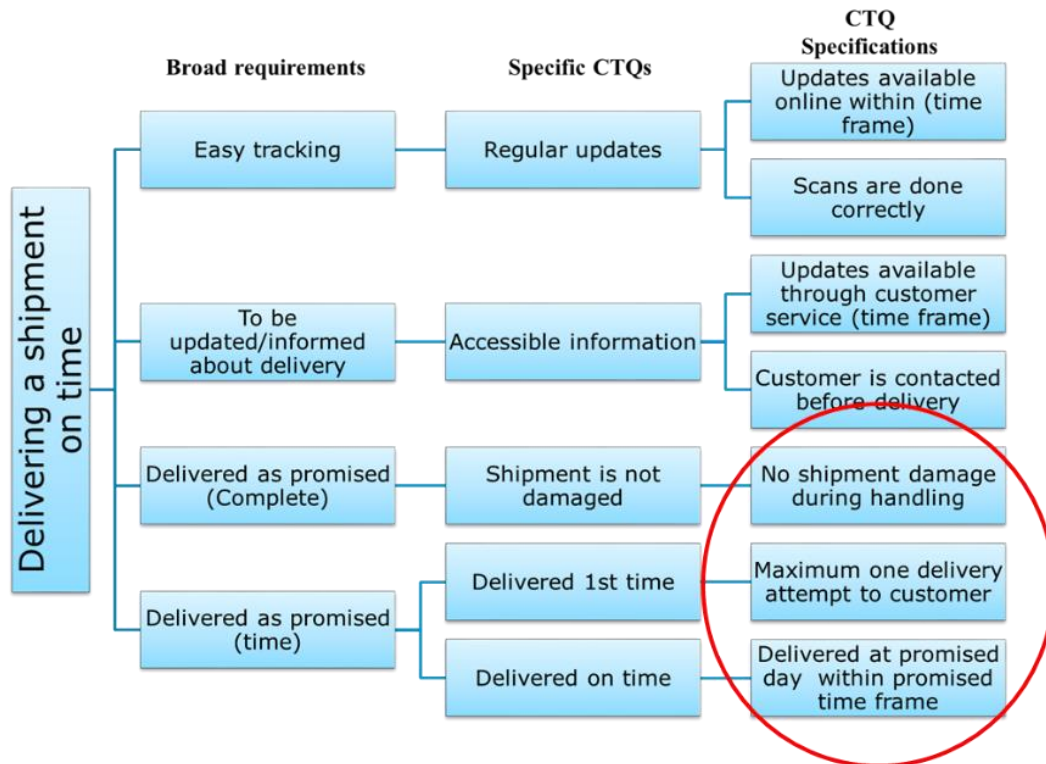 CTQ
Specifications
Broad requirements
Specific CTQs
Delivering a shipment
on time
Easy tracking
Regular updates
Updates available
online within (time
frame)
Scans are done
correctly
To be
updated/informed
about delivery
Accessible information
Updates available
through customer
service (time frame)
Customer is contacted
before delivery
Delivered as promised
(Complete)
Shipment is not
damaged
No shipment damage
during handling
Delivered as promised
(time)
Delivered 1st time
Maximum one delivery
attempt to customer
Delivered on time
Delivered at promised
day within promised
time frame